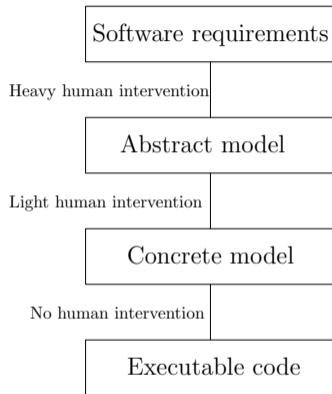 Software requirements
Heavy human intervention
Abstract model
Light human intervention
Concrete model
No human intervention
Executable code